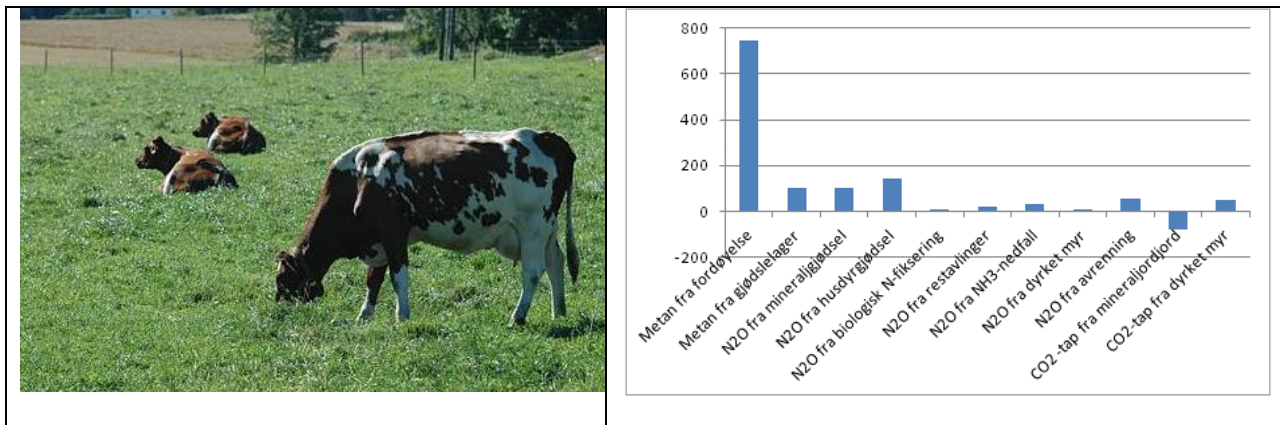 800
600
400
200
0
-200
Metan fra fordøyelse
Metan fra gjødslelager
N2O fra mineraligjødsel
N2O fra husdyrgjødsel
N2O fra biologisk N-fiksering
N2O fra restavlinger
N2O fra NH3-nedfall
N2O fra dyrket myr
N2O fra avrenning
CO2 -tap fra mineraljordjord
CO2-tap fra dyrket myr